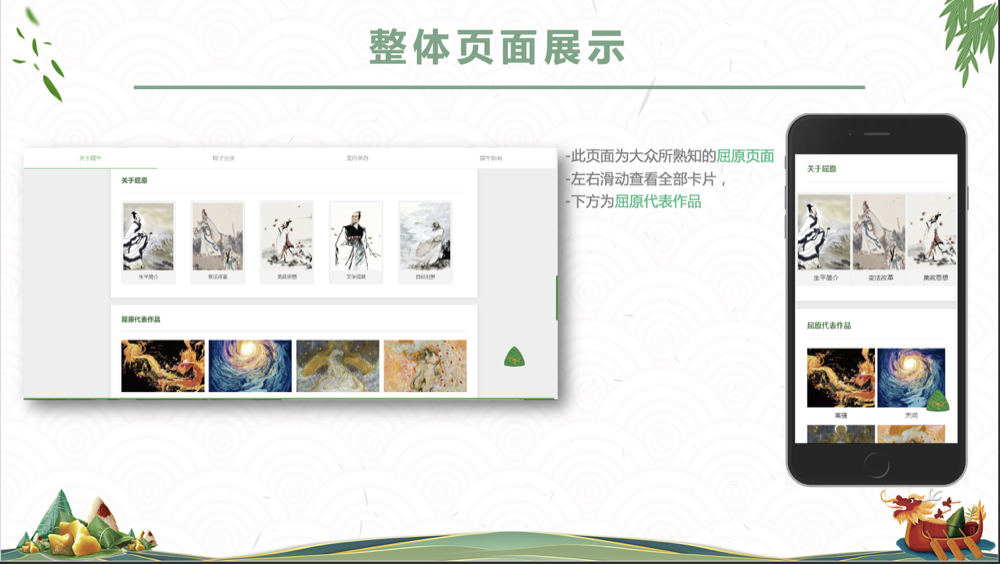 整体页面展示
关于端午
粽子分类
端午新闻
关于屈原
生平简介
变法改革
美政思想
文学成就
自沉汨罗
屈原代表作品
-此页面为大众所熟知的屈原页面
-左右滑动查看全部卡片，
-下方为屈原代表作品
关于屈原
生平简介
变法改革
美政思想
屈原代表作品
离骚
天问